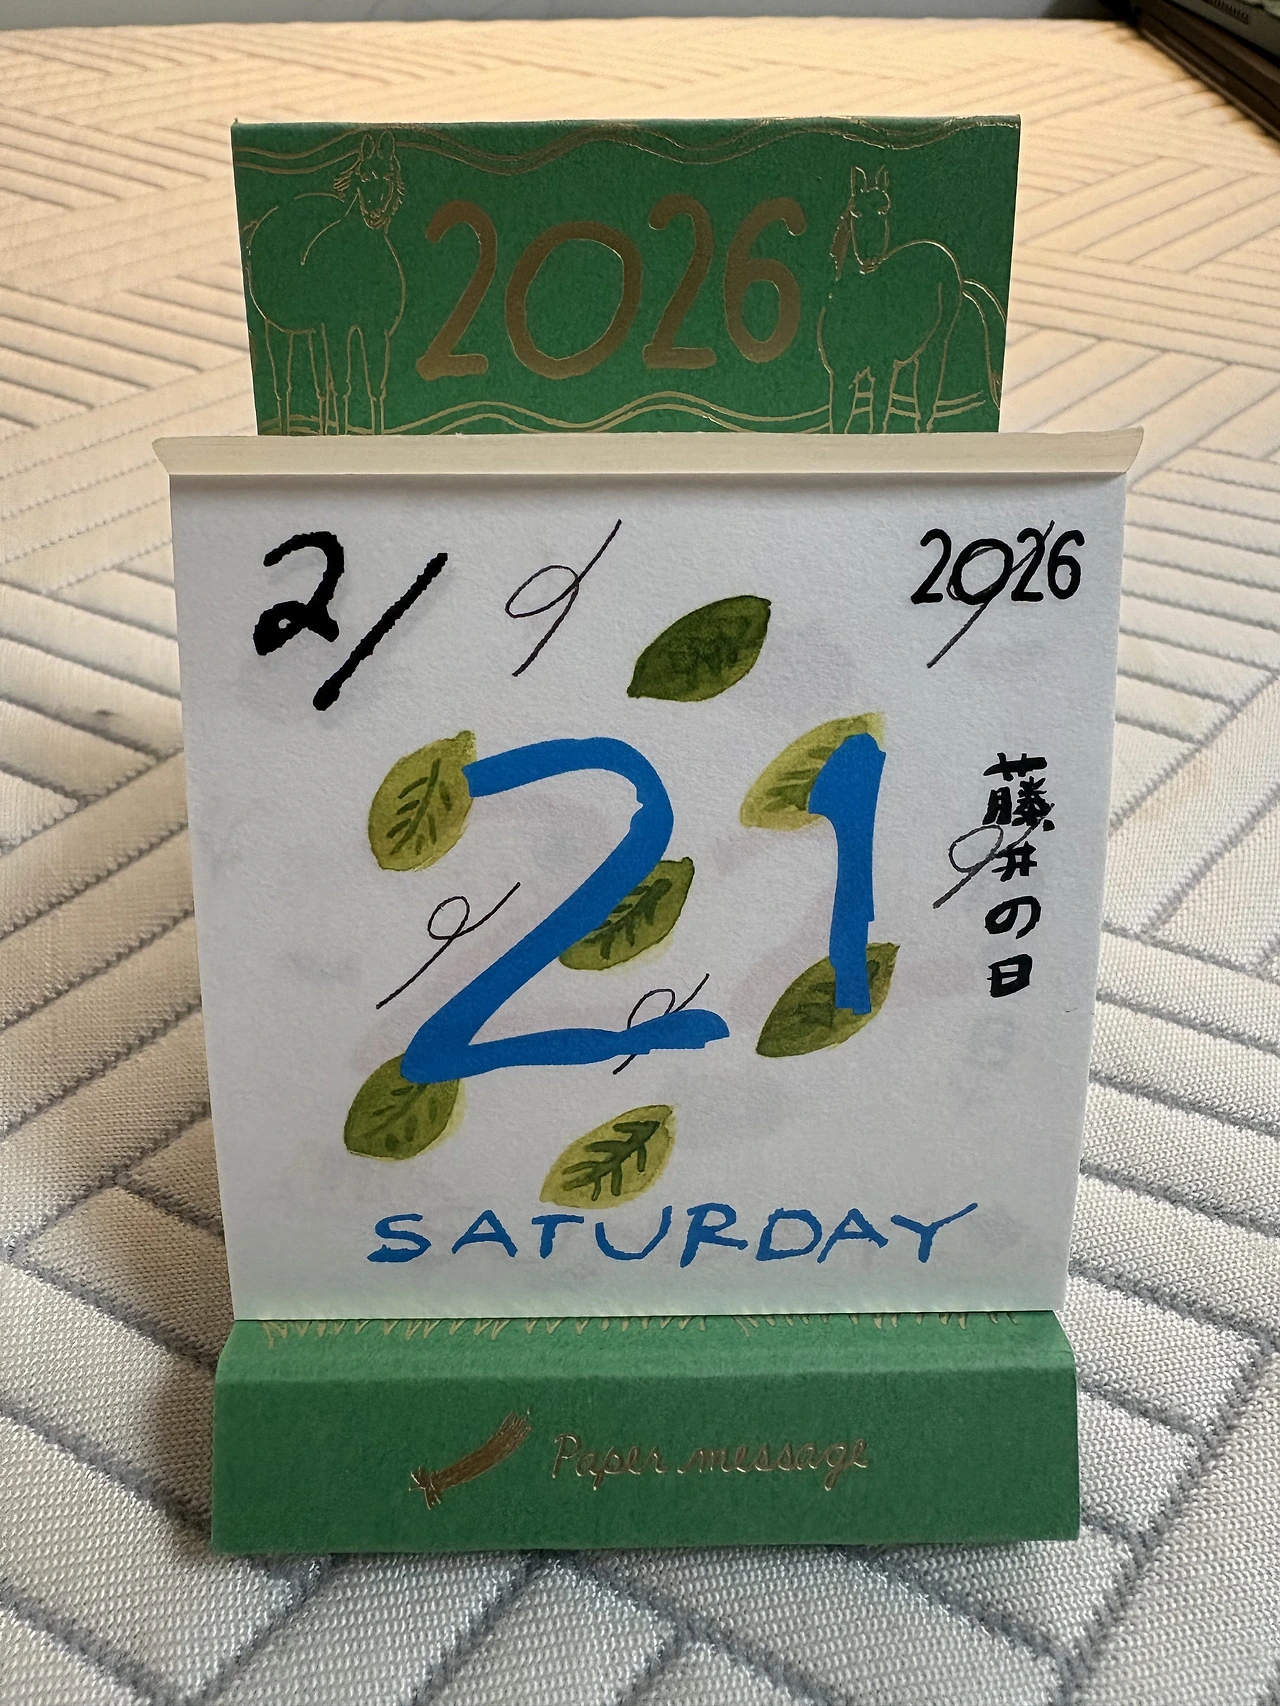 2026
2/
2026
21
藤井の日
SATURDAY
Paper message